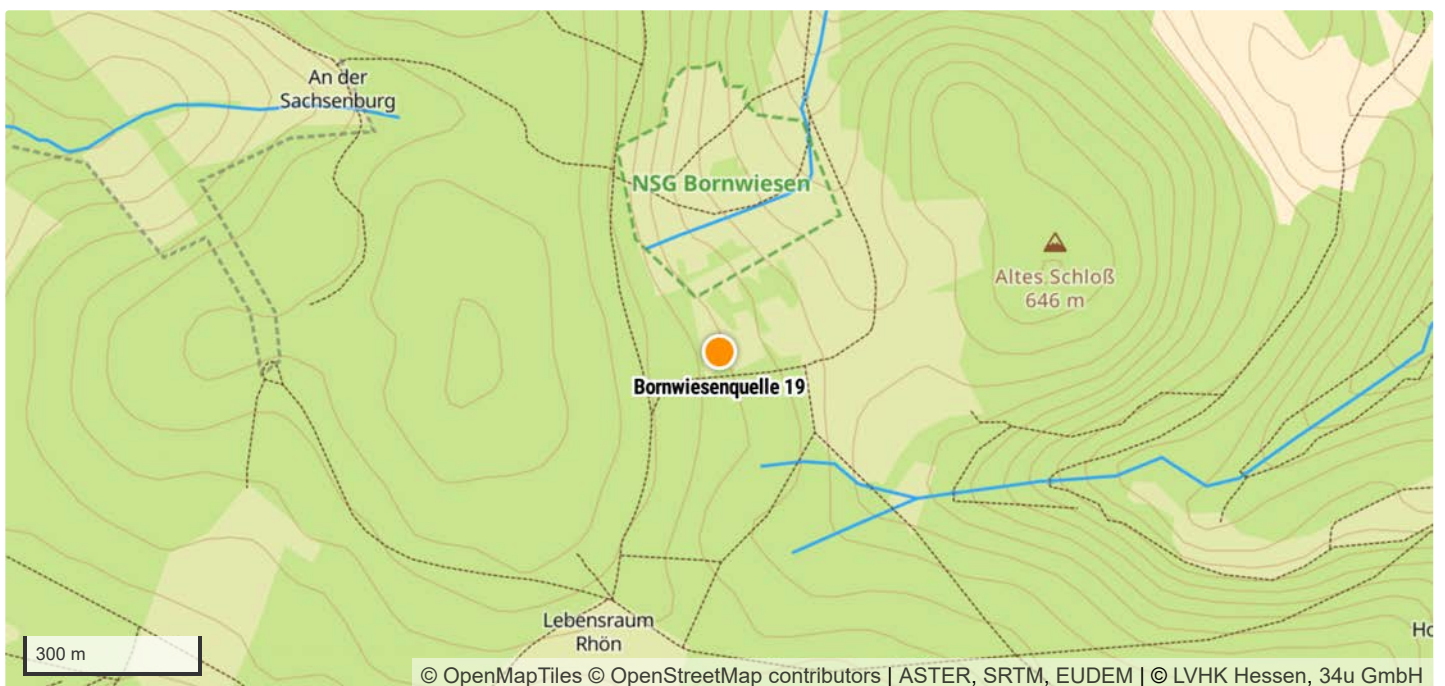 An der
Sachsenburg
NSG Bornwiesen
Altes Schloß
646 m
Bornwiesenquelle 19
Lebensraum
Rhön
Ho
300 m
© OpenMapTiles © OpenStreetMap contributors | ASTER, SRTM, EUDEM | © LVHK Hessen, 34u GmbH